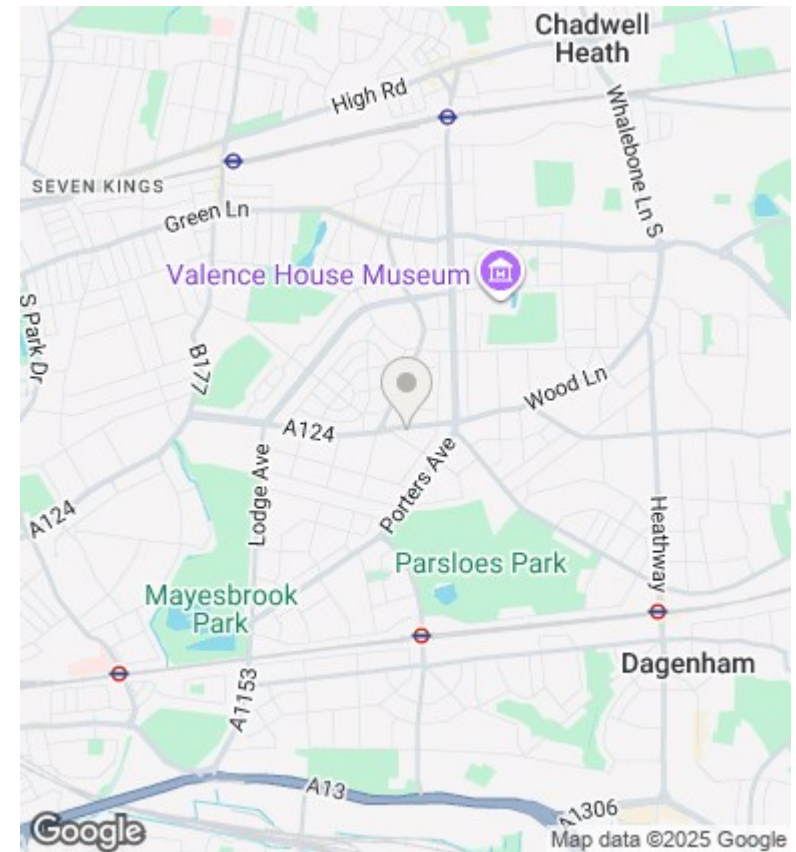 Chadwell
Heath
High Rd
Whalebone Ln S
SEVEN KINGS
Green Ln
Valence House Museum
S Park Dr
B177
Wood Ln
A124
Lodge Ave
Porters Ave
A124
Heathway
Parsloes Park
Mayesbrook
Park
Dagenham
A1153
A13
A1306
Google
Map data ©2025 Google